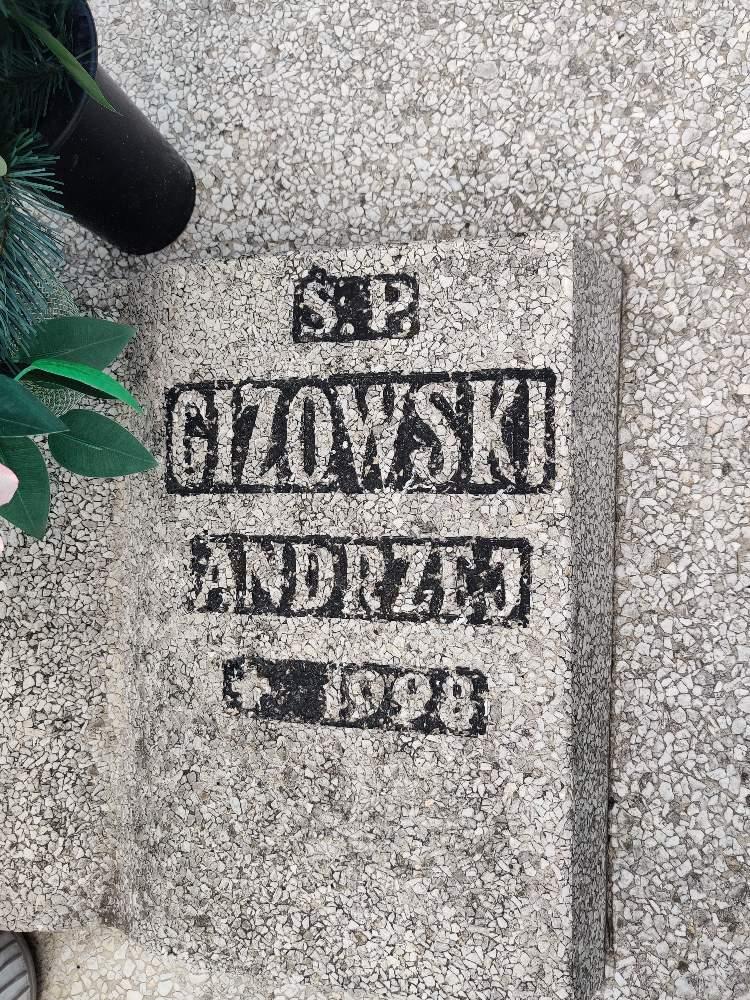 Ś. P.
GIZOWSKI
ANDRZEJ
✝ 1998